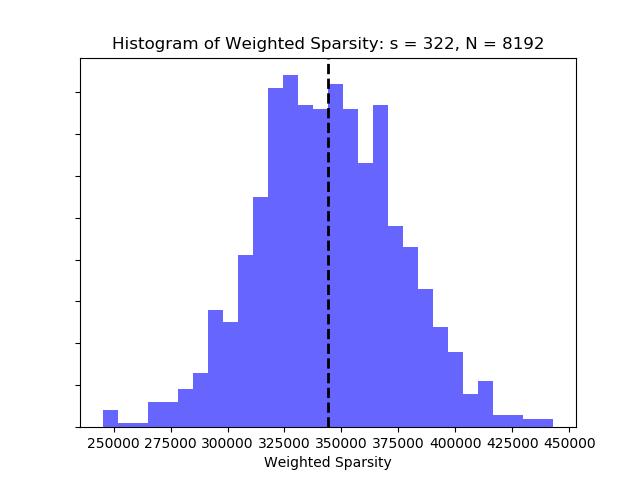 Histogram of Weighted Sparsity: s = 322, N = 8192
250000 275000 300000 325000 350000 375000 400000 425000 450000
Weighted Sparsity